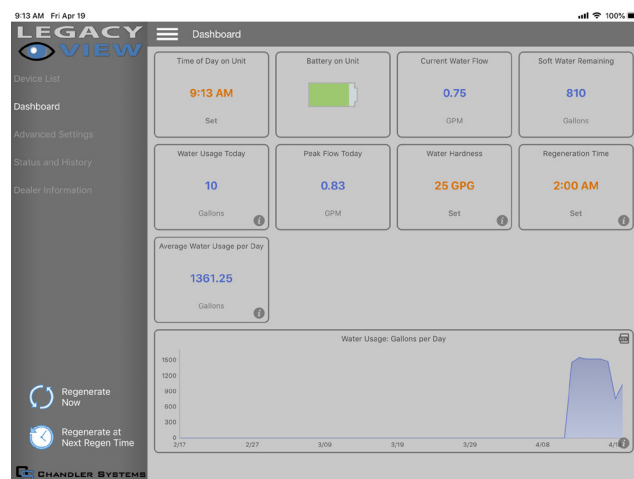 9:13 AM Fri Apr 19
100%
LEGACY
VIEW
Dashboard
Device List
Dashboard
Advanced Settings
Status and History
Dealer Information
Regenerate
Now
Regenerate at
Next Regen Time
CS CHANDLER SYSTEMS
Time of Day on Unit
9:13 AM
Set
Battery on Unit
Current Water Flow
0.75
GPM
Soft Water Remaining
810
Gallons
Water Usage Today
10
Gallons
i
Peak Flow Today
0.83
GPM
Water Hardness
25 GPG
Set
i
Regeneration Time
2:00 AM
Set
i
Average Water Usage per Day
1361.25
Gallons
i
Water Usage: Gallons per Day
1500
1200
900
600
300
0
2/17 2/27 3/09 3/19 3/29 4/08
i